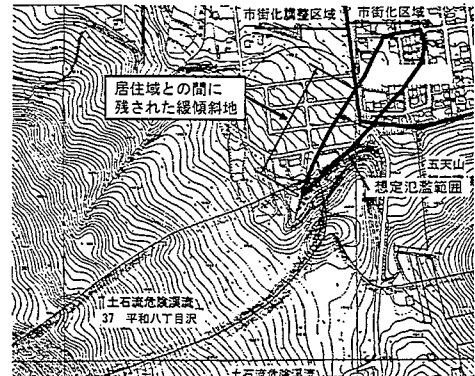 市街化調整区域
市街化区域
居住域との間に
残された緩傾斜地
五天山
想定氾濫範囲
土石流危険渓流
37 平和八丁目沢
土石流危険渓流